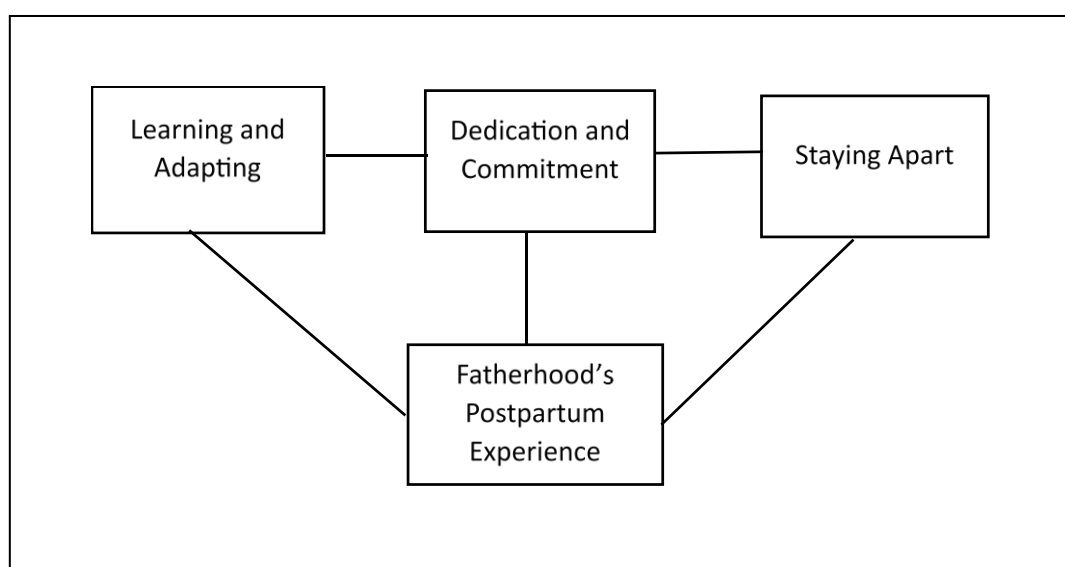 Learning and
Adapting
Dedication and
Commitment
Staying Apart
Fatherhood’s
Postpartum
Experience